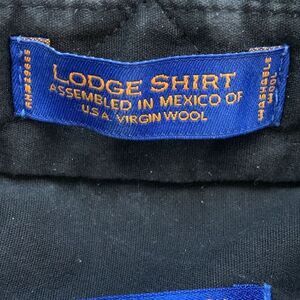 LODGE SHIRT
ASSEMBLED IN MEXICO OF
U.S.A. VIRGIN WOOL
WASHABLE
WOOL